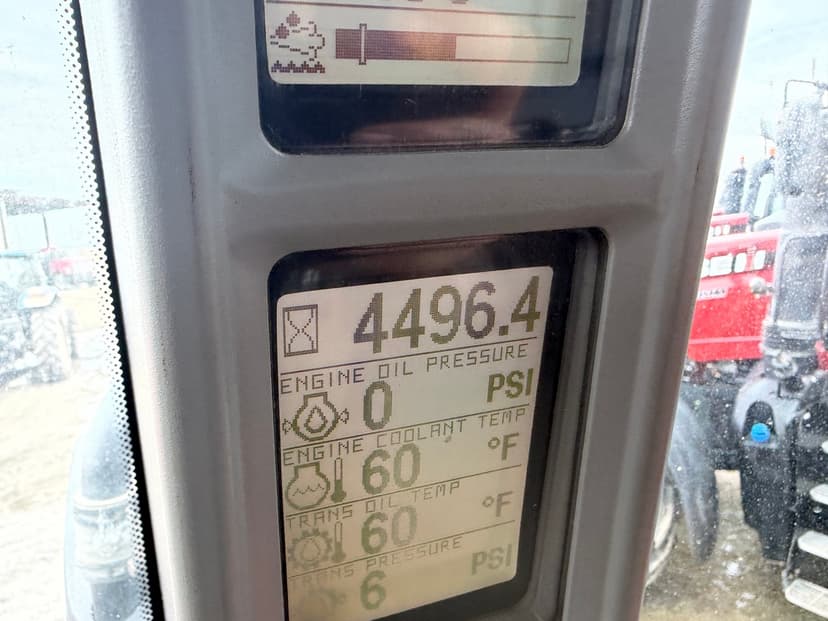 4496.4
ENGINE OIL PRESSURE
0 PSI
ENGINE COOLANT TEMP
60 °F
TRANS OIL TEMP
60 °F
TRANS PRESSURE
6 PSI